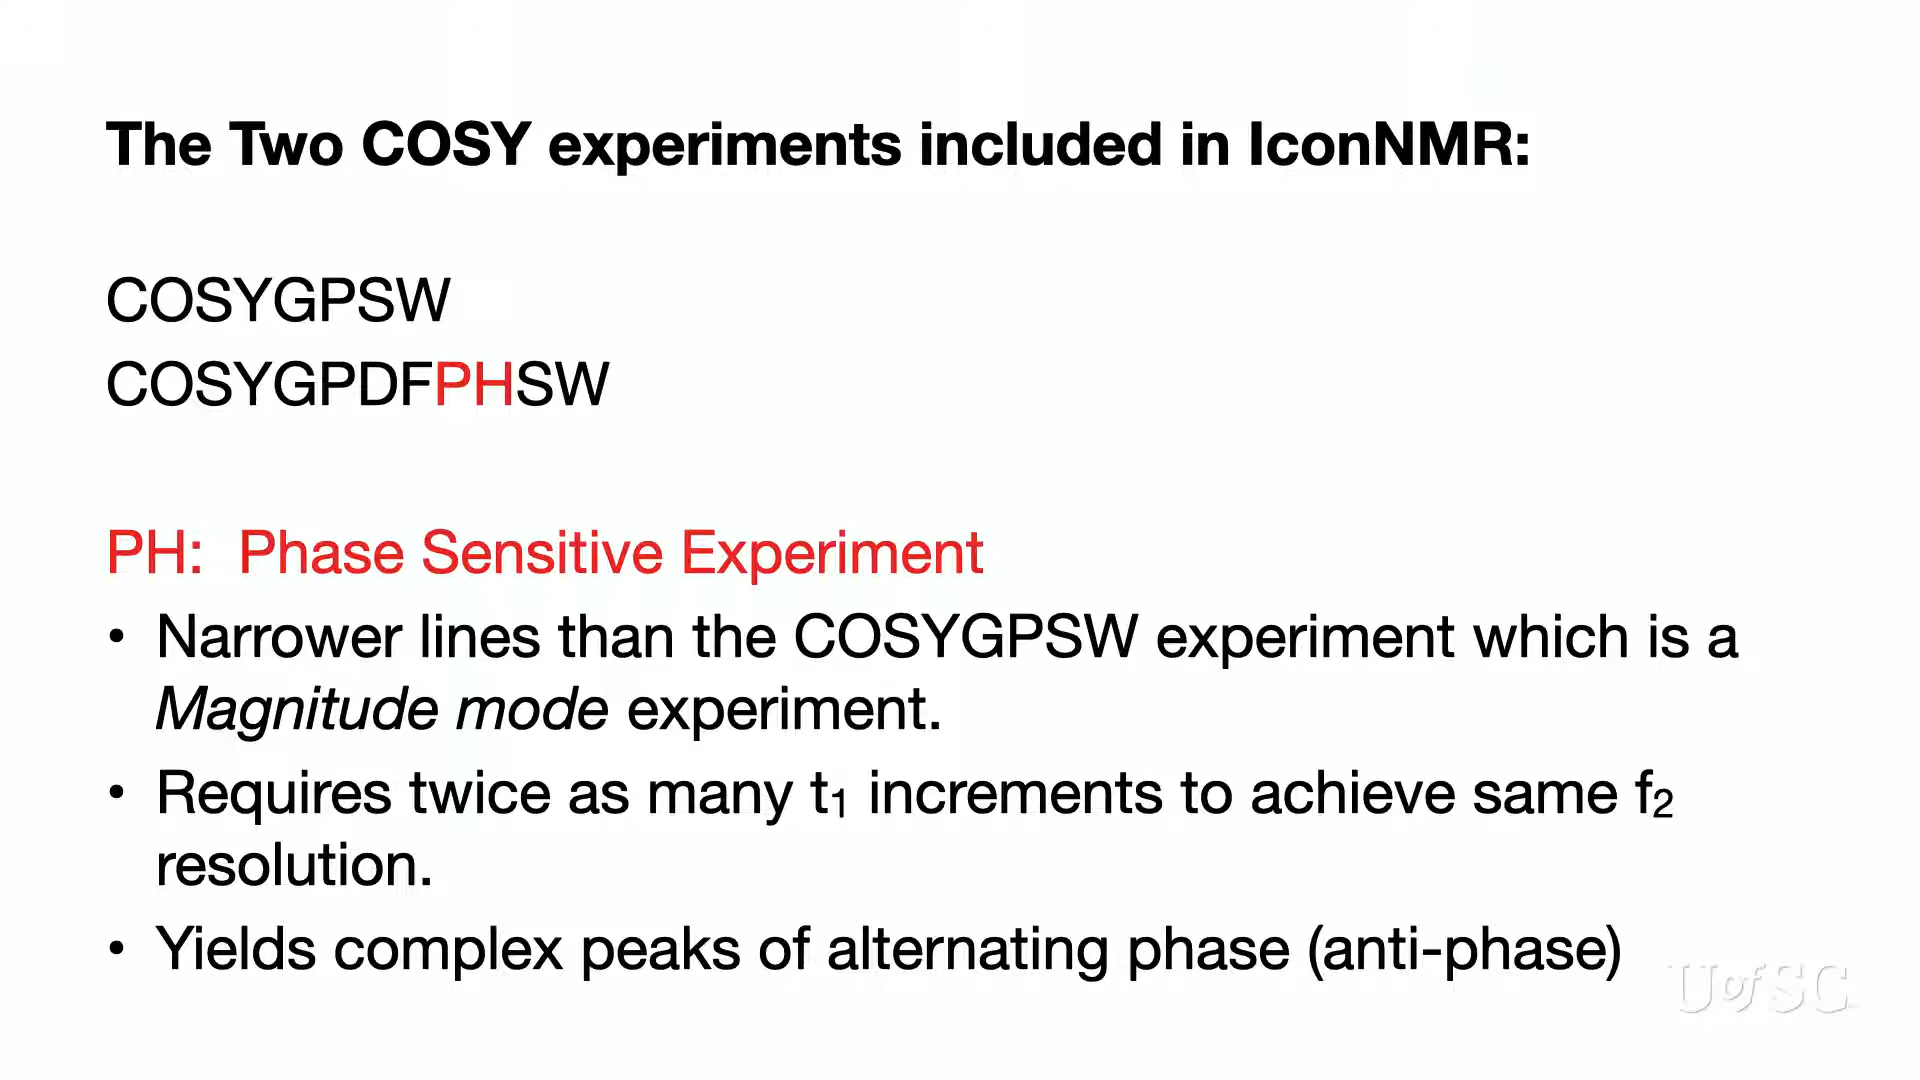 The Two COSY experiments included in IconNMR:
COSYGPSW
COSYGPDFPHSW
PH: Phase Sensitive Experiment
• Narrower lines than the COSYGPSW experiment which is a
Magnitude mode experiment.
• Requires twice as many t₁ increments to achieve same f₂
resolution.
• Yields complex peaks of alternating phase (anti-phase)
UofSC